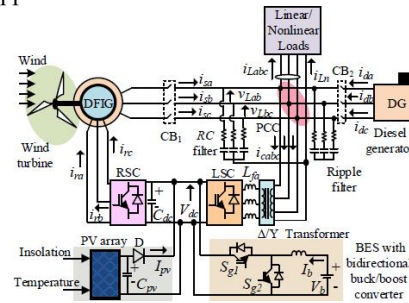 Linear/
Nonlinear
Loads
Wind
DFIG
Wind
turbine
i_sa
i_sb
i_sc
CB1
i_Labc
v_Lab
v_Lbc
RC
filter
PCC
i_cabc
i_Ln
CB2
i_da
i_db
i_dc
DG
Diesel
generator
Ripple
filter
i_ra
i_rb
i_rc
RSC
C_dc
V_dc
LSC
L_fa
Δ/Y Transformer
Insolation
Temperature
PV array
D
I_pv
C_pv
S_g1
S_g2
I_b
V_b
BES with
bidirectional
buck/boost
converter